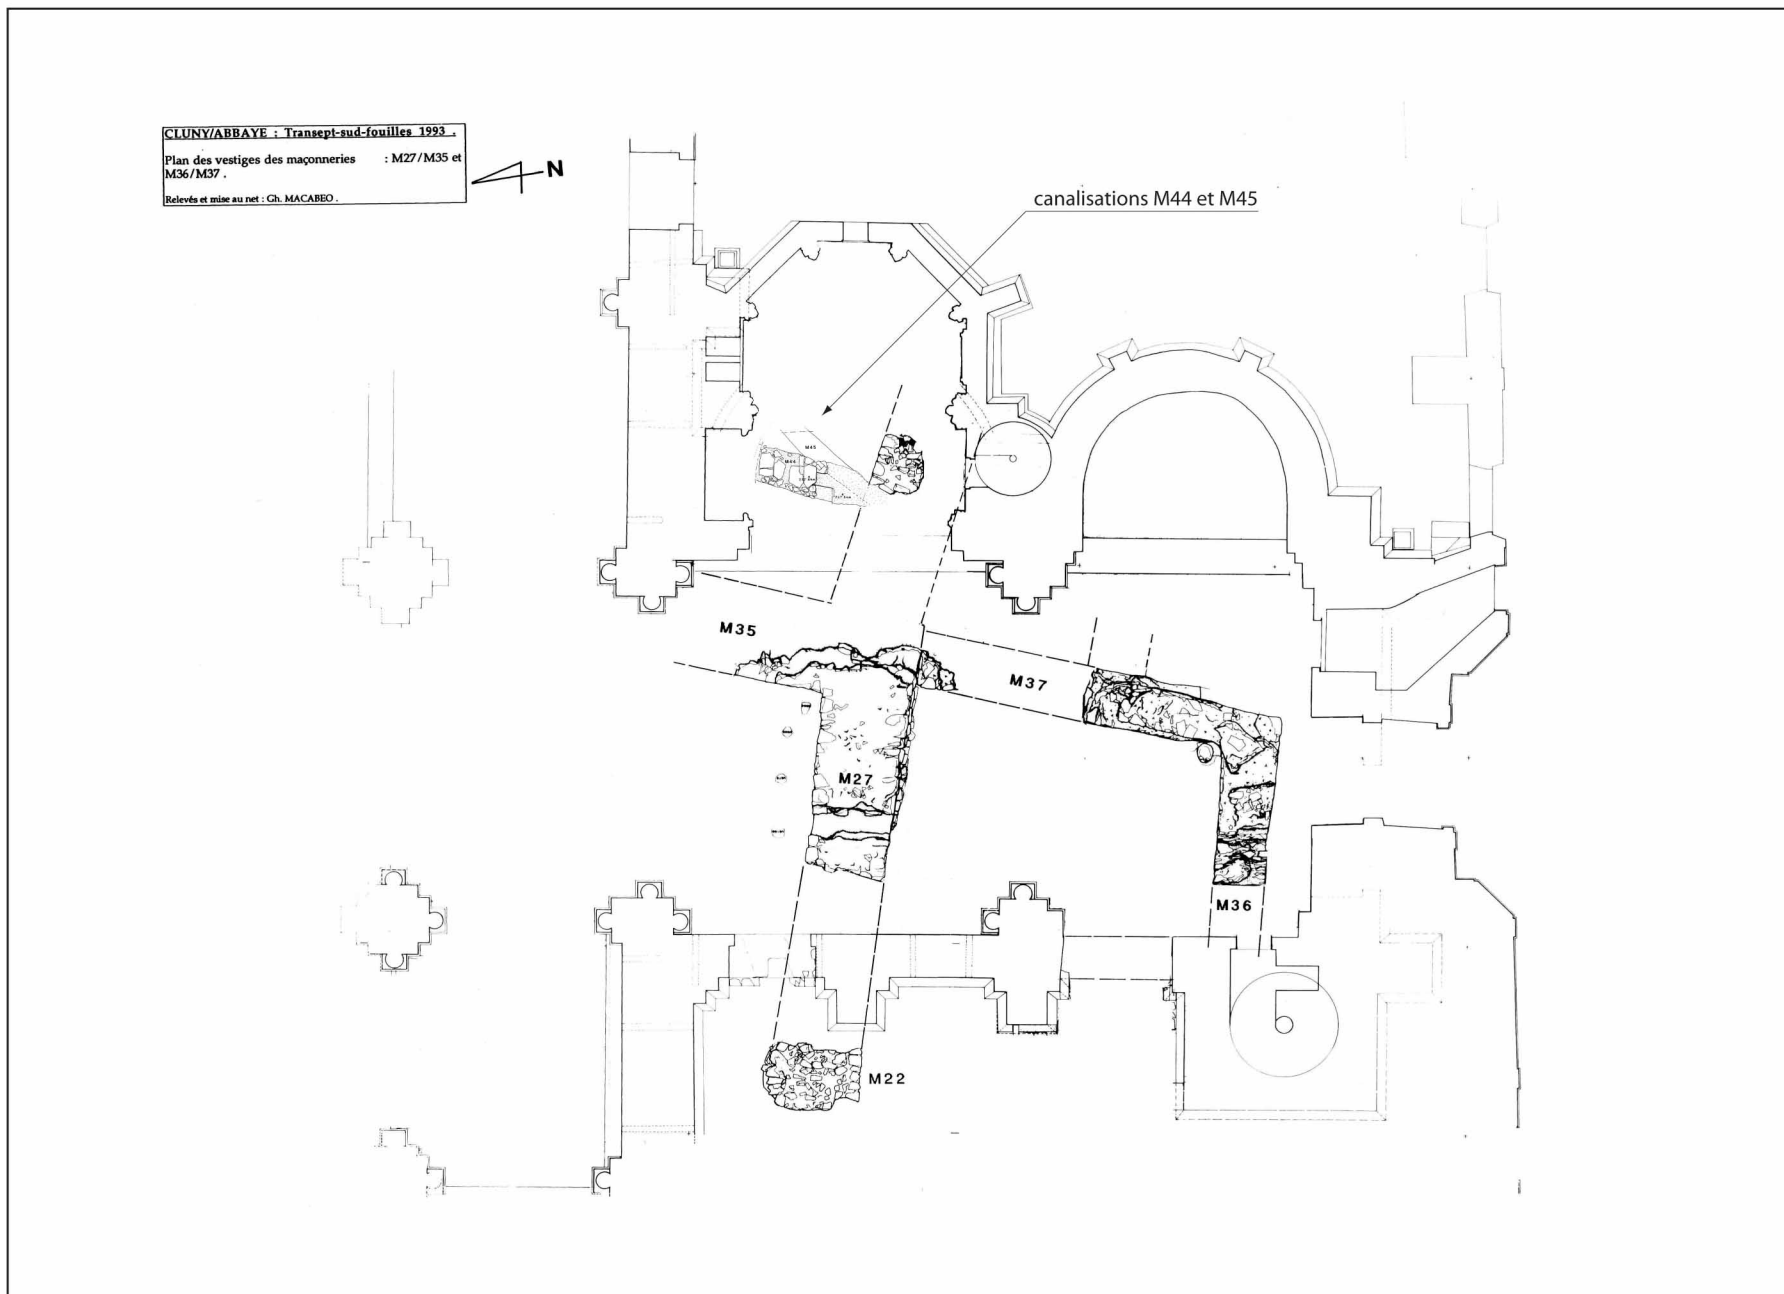 CLUNY/ABBAYE : Transept-sud-fouilles 1993 .
Plan des vestiges des maçonneries : M27/M35 et
M36/M37 .
Relevés et mise au net : Gh. MACABEO .
N
canalisations M44 et M45
M45
M44
M35
M37
M27
M36
M22